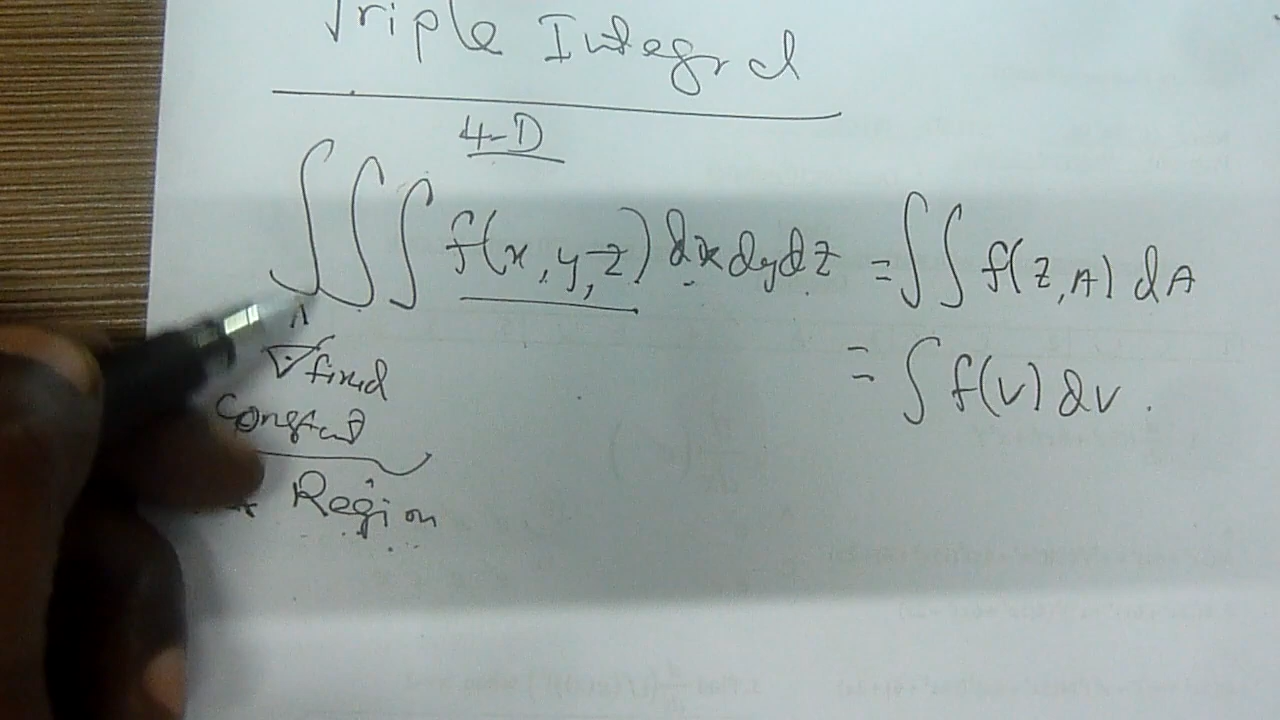 Triple Integral
4-D
∫∫∫ f(x,y,z) dx dy dz = ∫∫ f(z,A) dA
= ∫ f(v) dv.
fixed
constant
Region